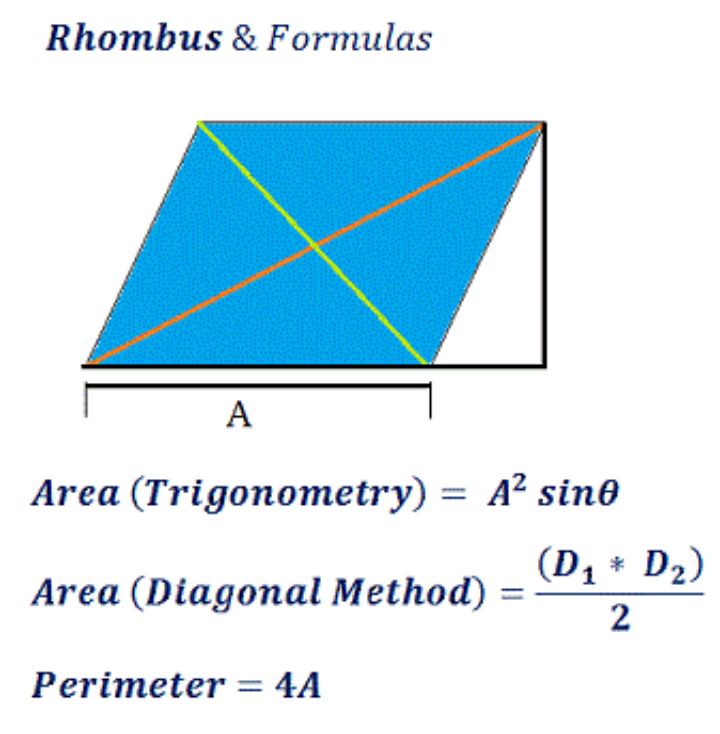 Rhombus & Formulas
A
Area (Trigonometry) = A² sinθ
Area (Diagonal Method) = (D₁ * D₂) / 2
Perimeter = 4A